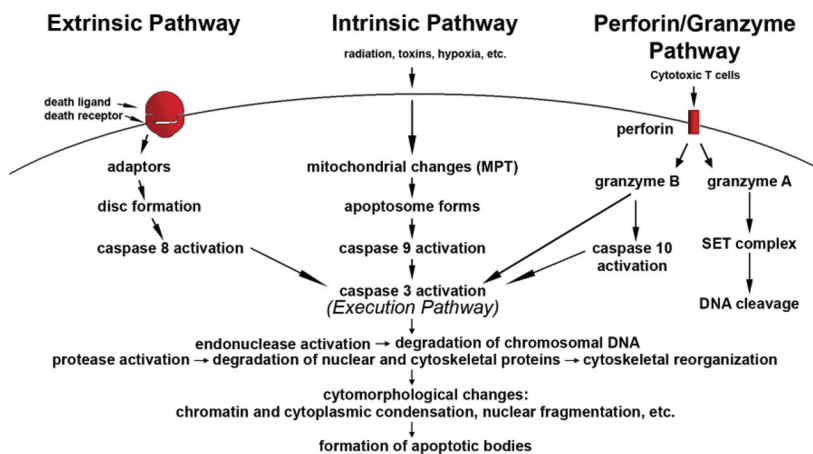 Extrinsic Pathway
Intrinsic Pathway
Perforin/Granzyme
Pathway
radiation, toxins, hypoxia, etc.
Cytotoxic T cells
death ligand
death receptor
perforin
adaptors
mitochondrial changes (MPT)
granzyme B
granzyme A
disc formation
apoptosome forms
caspase 8 activation
caspase 9 activation
caspase 10
activation
SET complex
caspase 3 activation
(Execution Pathway)
DNA cleavage
endonuclease activation → degradation of chromosomal DNA
protease activation → degradation of nuclear and cytoskeletal proteins → cytoskeletal reorganization
cytomorphological changes:
chromatin and cytoplasmic condensation, nuclear fragmentation, etc.
formation of apoptotic bodies